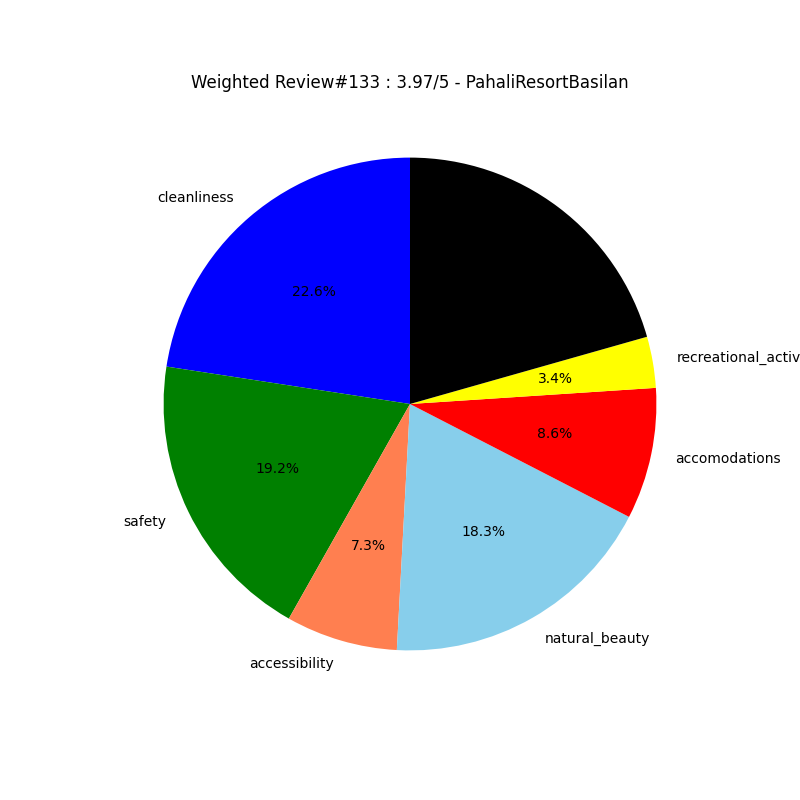 Weighted Review#133 : 3.97/5 - PahaliResortBasilan
cleanliness
22.6%
recreational_activ
3.4%
8.6%
accomodations
19.2%
safety
18.3%
7.3%
natural_beauty
accessibility